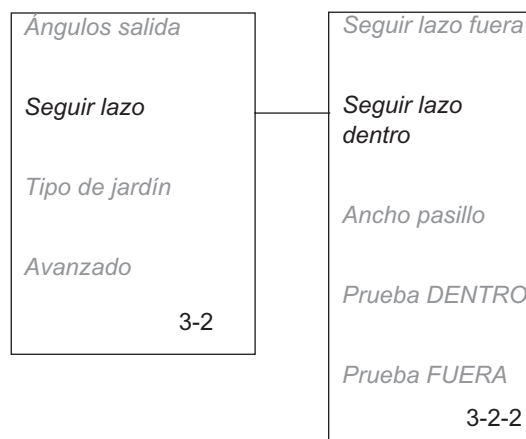 Ángulos salida
Seguir lazo
Tipo de jardín
Avanzado
3-2
Seguir lazo fuera
Seguir lazo
dentro
Ancho pasillo
Prueba DENTRO
Prueba FUERA
3-2-2